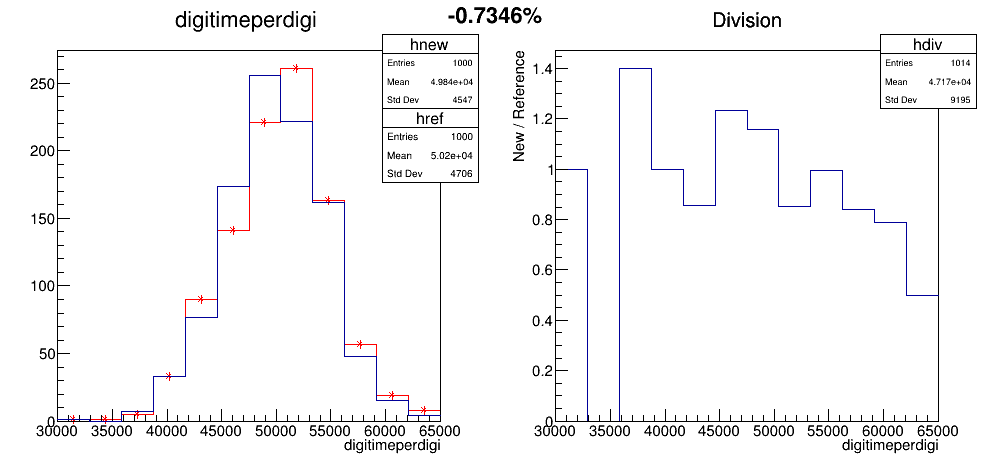 digitimeperdigi
-0.7346%
Division
hnew
Entries 1000
Mean 4.984e+04
Std Dev 4547
href
Entries 1000
Mean 5.02e+04
Std Dev 4706
250
200
150
100
50
0
30000 35000 40000 45000 50000 55000 60000 65000
digitimeperdigi
hdiv
Entries 1014
Mean 4.717e+04
Std Dev 9195
New / Reference
1.4
1.2
1
0.8
0.6
0.4
0.2
0
30000 35000 40000 45000 50000 55000 60000 65000
digitimeperdigi